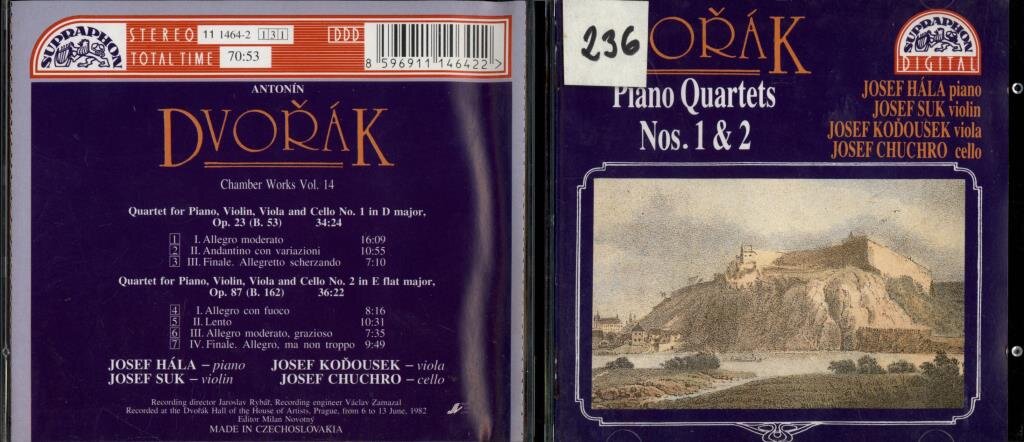 SUPRAPHON
STEREO 11 1464-2 1 3 1 DDD
TOTAL TIME 70:53
8 596911 146422
ANTONÍN
DVOŘÁK
Chamber Works Vol. 14
Quartet for Piano, Violin, Viola and Cello No. 1 in D major,
Op. 23 (B. 53) 34:24
1 I. Allegro moderato 16:09
2 II. Andantino con variazioni 10:55
3 III. Finale. Allegretto scherzando 7:10
Quartet for Piano, Violin, Viola and Cello No. 2 in E flat major,
Op. 87 (B. 162) 36:22
4 I. Allegro con fuoco 8:16
5 II. Lento 10:31
6 III. Allegro moderato, grazioso 7:35
7 IV. Finale. Allegro, ma non troppo 9:49
JOSEF HÁLA – piano JOSEF KOĎOUSEK – viola
JOSEF SUK – violin JOSEF CHUCHRO – cello
Recording director Jaroslav Rybář, Recording engineer Václav Zamazal
Recorded at the Dvořák Hall of the House of Artists, Prague, from 6 to 13 June, 1982
Editor Milan Novotný
MADE IN CZECHOSLOVAKIA
236
VOŘÁK
Piano Quartets
Nos. 1 & 2
SUPRAPHON
DIGITAL
JOSEF HÁLA piano
JOSEF SUK violin
JOSEF KOĎOUSEK viola
JOSEF CHUCHRO cello